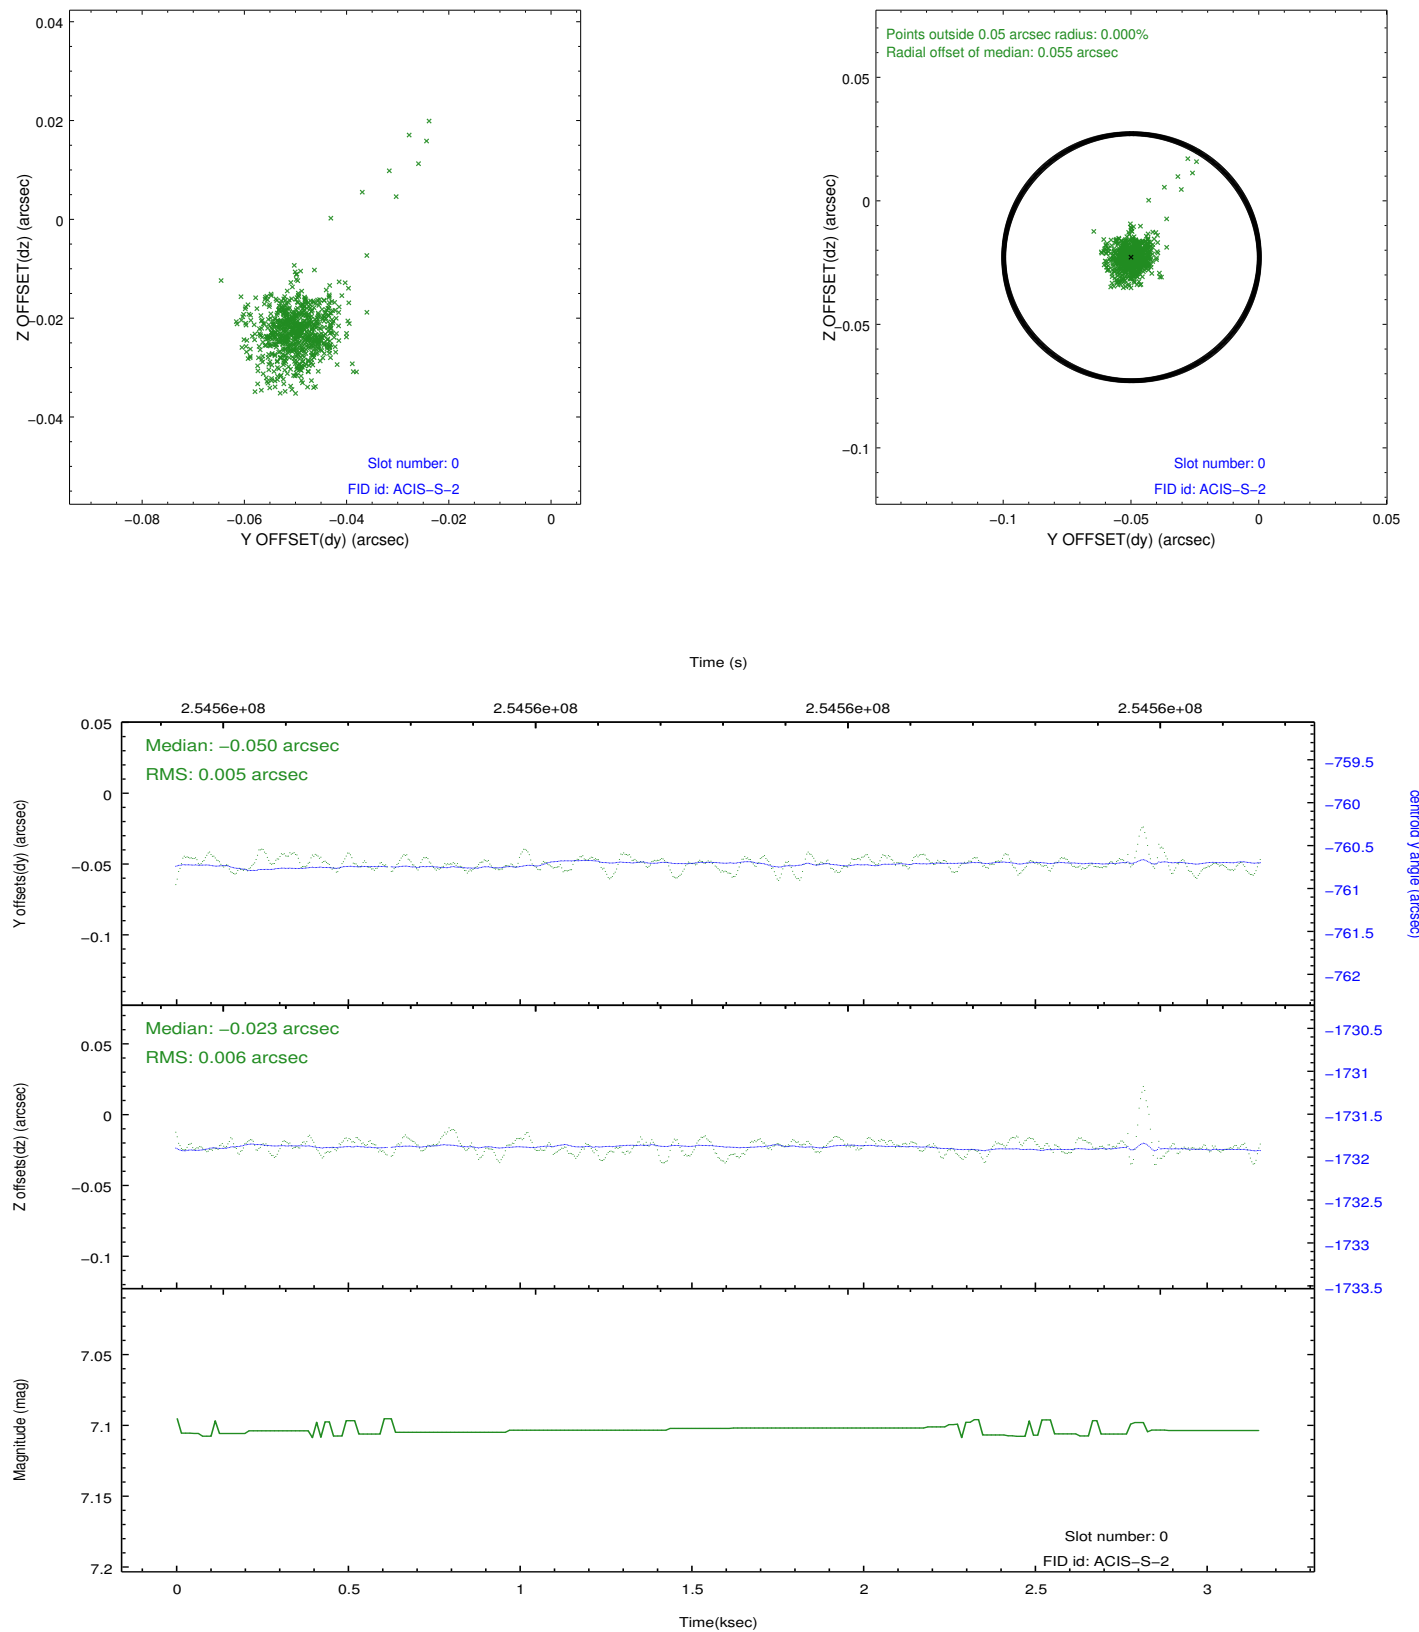 0.04
0.02
0
−0.02
−0.04
Z OFFSET(dz) (arcsec)
Slot number: 0
FID id: ACIS−S−2
−0.08
−0.06
−0.04
−0.02
0
Y OFFSET(dy) (arcsec)
Points outside 0.05 arcsec radius: 0.000%
Radial offset of median: 0.055 arcsec
0.05
0
−0.05
−0.1
Z OFFSET(dz) (arcsec)
Slot number: 0
FID id: ACIS−S−2
−0.1
−0.05
0
0.05
Y OFFSET(dy) (arcsec)
Time (s)
2.5456e+08
2.5456e+08
2.5456e+08
2.5456e+08
Median: −0.050 arcsec
RMS: 0.005 arcsec
0.05
0
−0.05
−0.1
Y offsets(dy) (arcsec)
−759.5
−760
−760.5
−761
−761.5
−762
centroid y angle (arcsec)
Median: −0.023 arcsec
RMS: 0.006 arcsec
0.05
0
−0.05
−0.1
Z offsets(dz) (arcsec)
−1730.5
−1731
−1731.5
−1732
−1732.5
−1733
−1733.5
7.05
7.1
7.15
7.2
Magnitude (mag)
Slot number: 0
FID id: ACIS−S−2
0
0.5
1
1.5
2
2.5
3
Time(ksec)